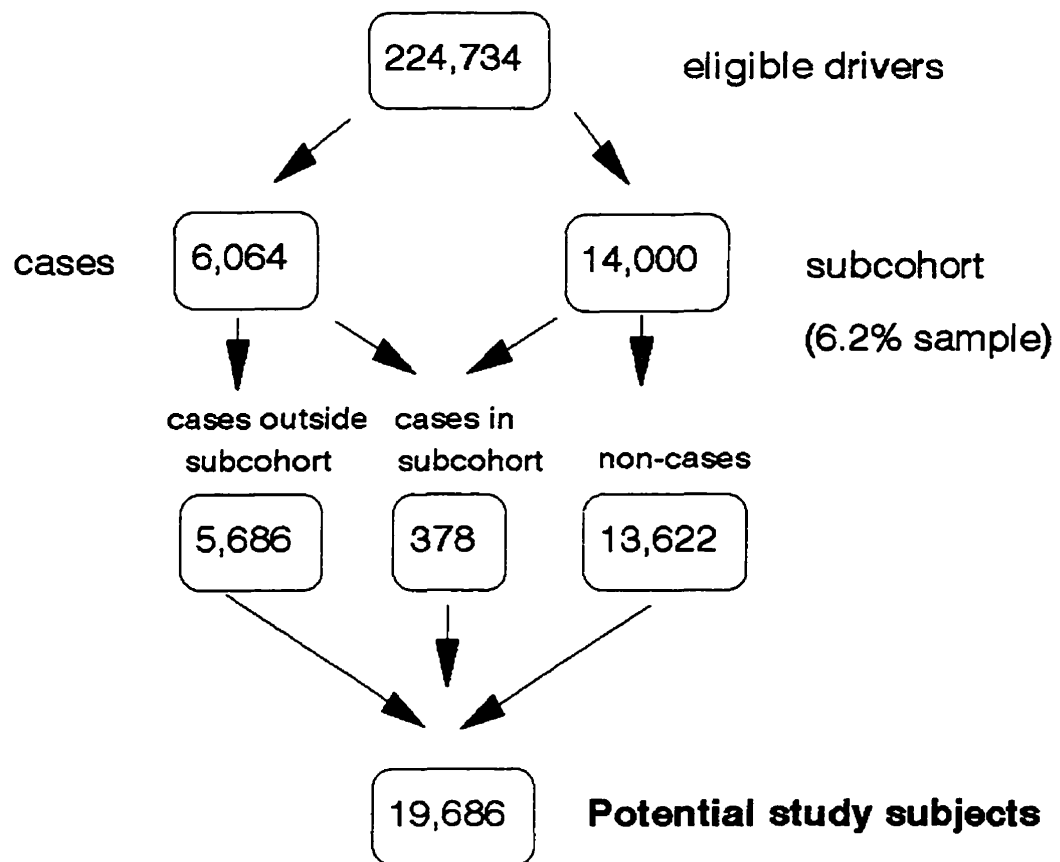 224,734 eligible drivers
cases 6,064 14,000 subcohort
(6.2% sample)
cases outside cases in
subcohort subcohort non-cases
5,686 378 13,622
19,686 Potential study subjects